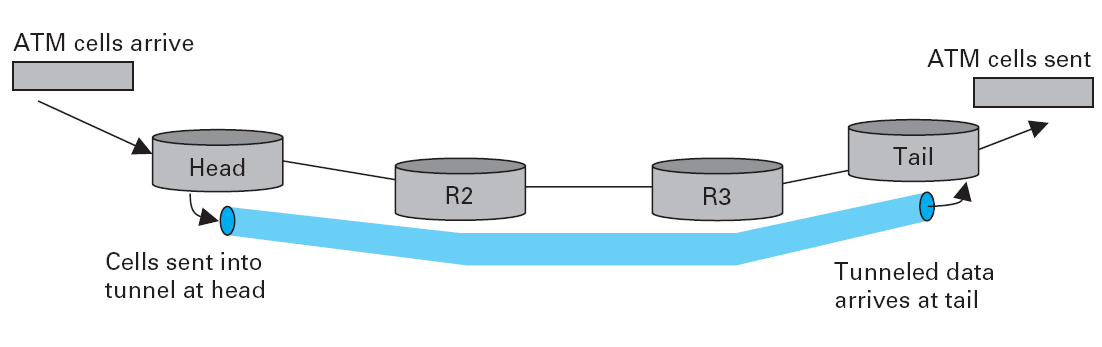 ATM cells arrive
ATM cells sent
Head
R2
R3
Tail
Cells sent into
tunnel at head
Tunneled data
arrives at tail